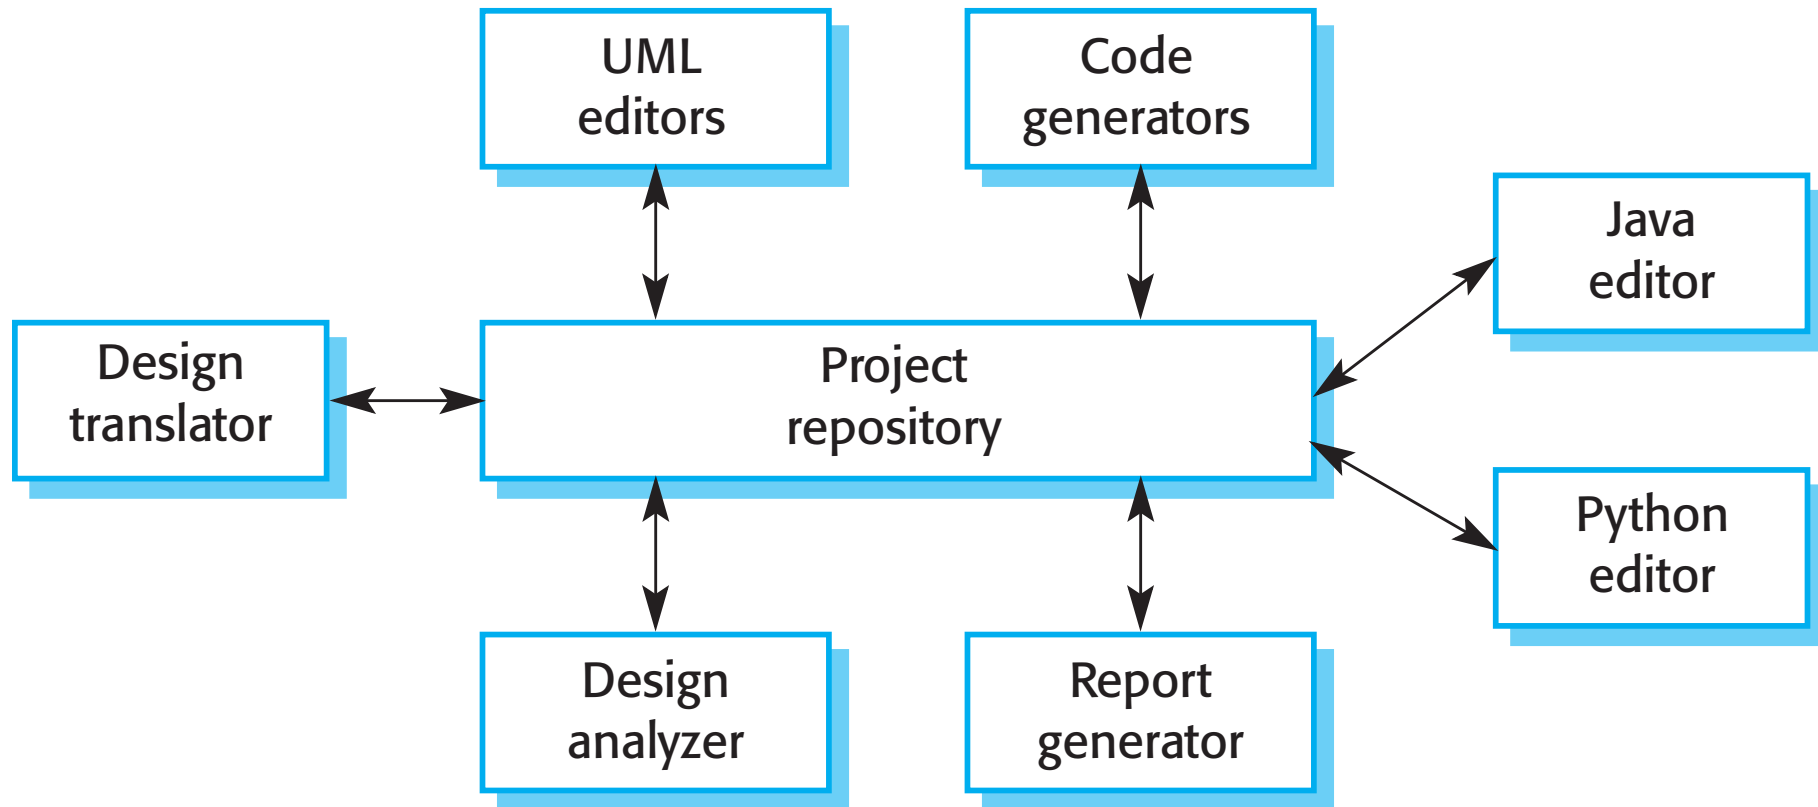 UML
editors
Code
generators
Java
editor
Design
translator
Project
repository
Python
editor
Design
analyzer
Report
generator